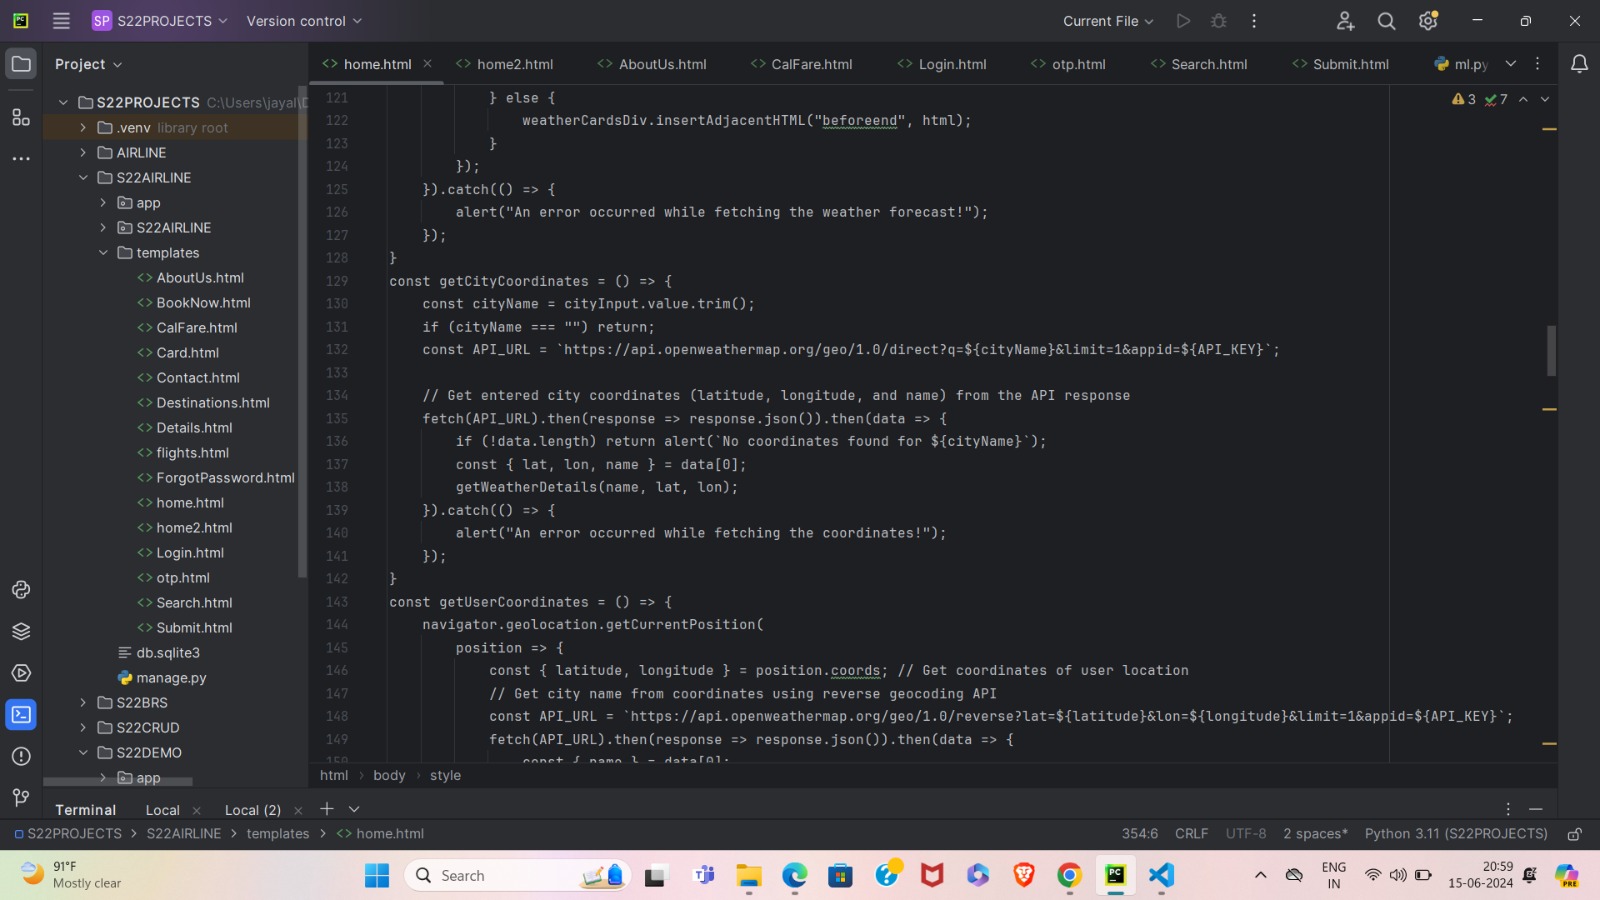 PC SP S22PROJECTS Version control Current File
Project
home.html home2.html AboutUs.html CalFare.html Login.html otp.html Search.html Submit.html ml.py
S22PROJECTS C:\Users\jayal\D
.venv library root
AIRLINE
S22AIRLINE
app
S22AIRLINE
templates
AboutUs.html
BookNow.html
CalFare.html
Card.html
Contact.html
Destinations.html
Details.html
flights.html
ForgotPassword.html
home.html
home2.html
Login.html
otp.html
Search.html
Submit.html
db.sqlite3
manage.py
S22BRS
S22CRUD
S22DEMO
app
3 7
121 } else {
122 weatherCardsDiv.insertAdjacentHTML("beforeend", html);
123 }
124 });
125 }).catch(() => {
126 alert("An error occurred while fetching the weather forecast!");
127 });
128 }
129 const getCityCoordinates = () => {
130 const cityName = cityInput.value.trim();
131 if (cityName === "") return;
132 const API_URL = `https://api.openweathermap.org/geo/1.0/direct?q=${cityName}&limit=1&appid=${API_KEY}`;
133
134 // Get entered city coordinates (latitude, longitude, and name) from the API response
135 fetch(API_URL).then(response => response.json()).then(data => {
136 if (!data.length) return alert(`No coordinates found for ${cityName}`);
137 const { lat, lon, name } = data[0];
138 getWeatherDetails(name, lat, lon);
139 }).catch(() => {
140 alert("An error occurred while fetching the coordinates!");
141 });
142 }
143 const getUserCoordinates = () => {
144 navigator.geolocation.getCurrentPosition(
145 position => {
146 const { latitude, longitude } = position.coords; // Get coordinates of user location
147 // Get city name from coordinates using reverse geocoding API
148 const API_URL = `https://api.openweathermap.org/geo/1.0/reverse?lat=${latitude}&lon=${longitude}&limit=1&appid=${API_KEY}`;
149 fetch(API_URL).then(response => response.json()).then(data => {
150 const { name } = data[0];
html body style
Terminal Local Local (2)
S22PROJECTS S22AIRLINE templates home.html 354:6 CRLF UTF-8 2 spaces* Python 3.11 (S22PROJECTS)
91°F
Mostly clear
Search
PC
PRE
ENG
IN
20:59
15-06-2024